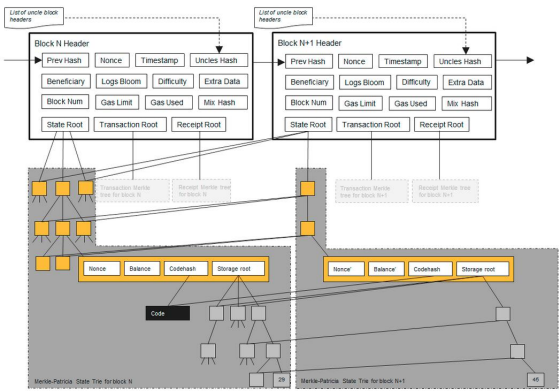 List of uncle block
headers
List of uncle block
headers
Block N Header
Prev Hash Nonce Timestamp Uncles Hash
Beneficiary Logs Bloom Difficulty Extra Data
Block Num Gas Limit Gas Used Mix Hash
State Root Transaction Root Receipt Root
Block N+1 Header
Prev Hash Nonce Timestamp Uncles Hash
Beneficiary Logs Bloom Difficulty Extra Data
Block Num Gas Limit Gas Used Mix Hash
State Root Transaction Root Receipt Root
Transaction Merkle
tree for block N
Receipt Merkle tree
for block N
Transaction Merkle
tree for block N+1
Receipt Merkle tree
for block N+1
Nonce Balance Codehash Storage root
Nonce' Balance' Codehash Storage root'
Code
Merkle-Patricia State Trie for block N
29
Merkle-Patricia State Trie for block N+1
45